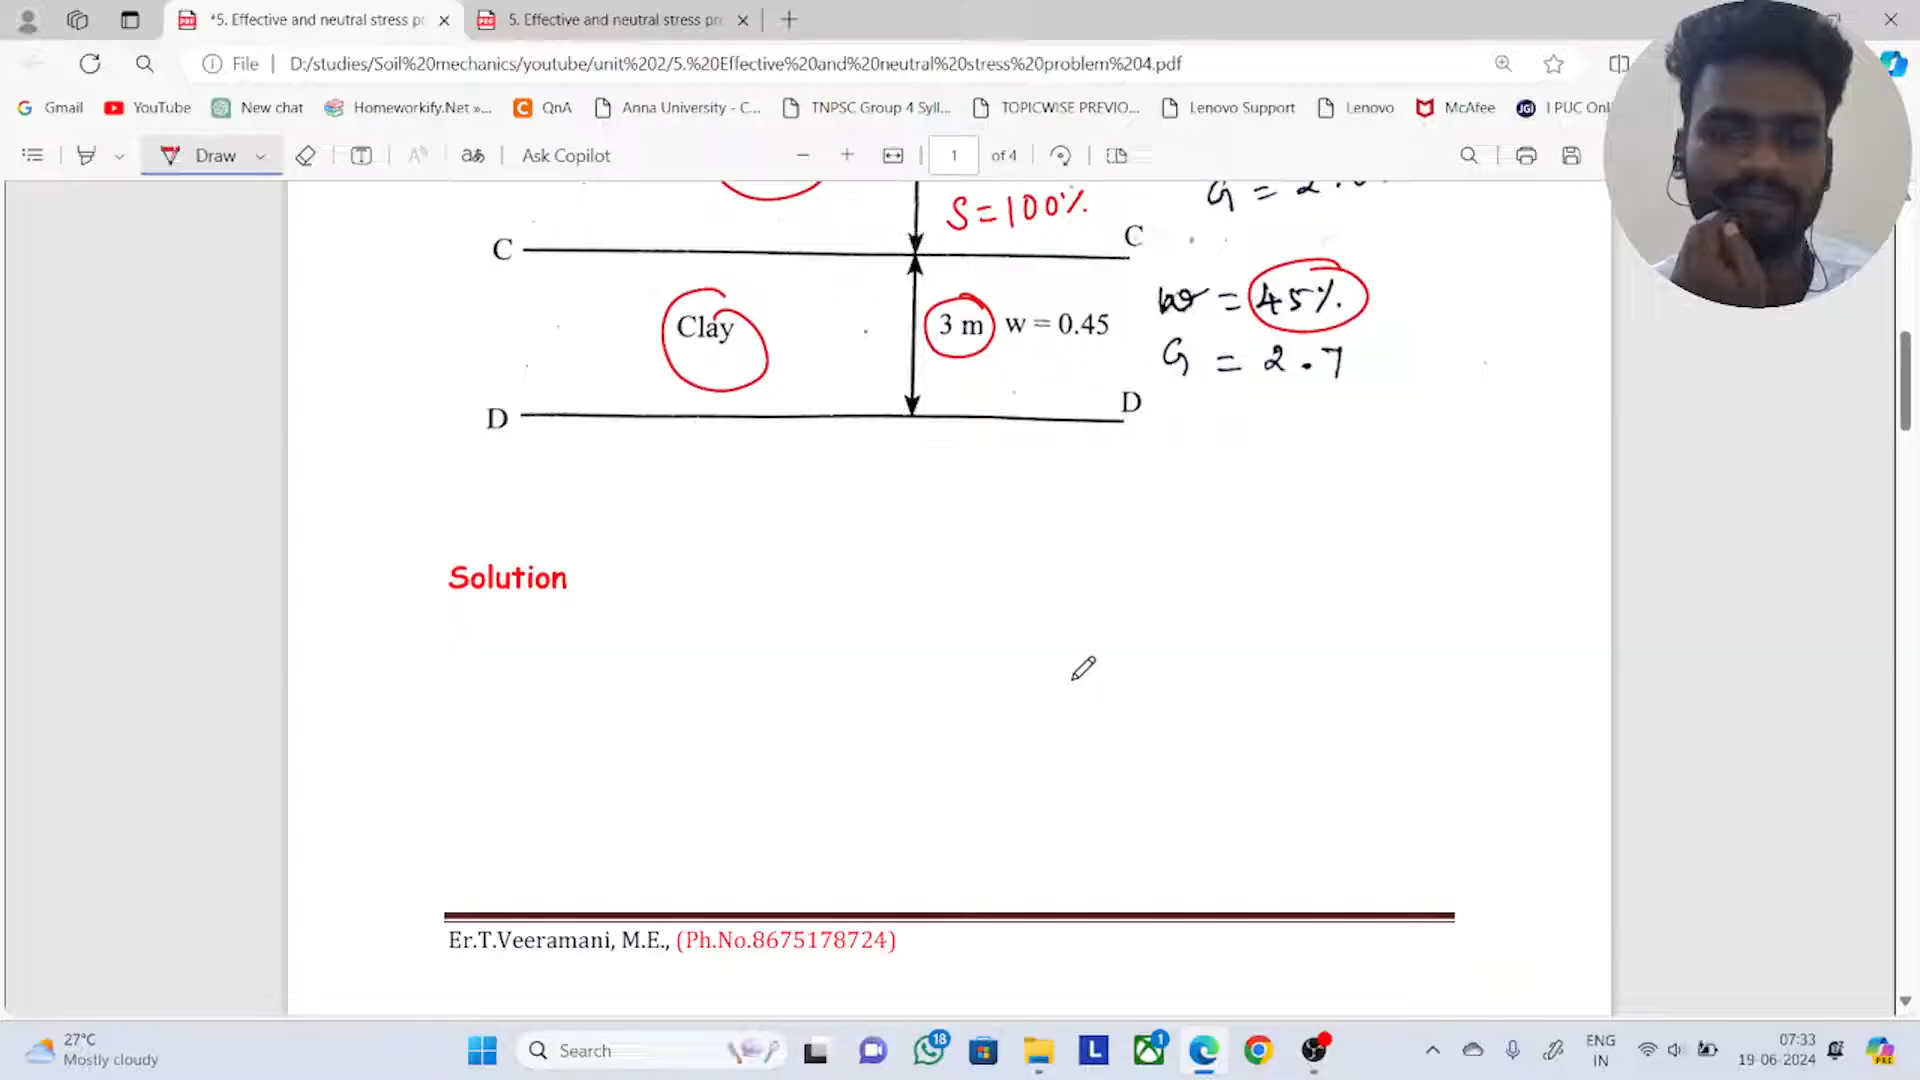 *5. Effective and neutral stress pr
5. Effective and neutral stress pr
File
D:/studies/Soil%20mechanics/youtube/unit%202/5.%20Effective%20and%20neutral%20stress%20problem%204.pdf
Gmail YouTube New chat Homeworkify.Net »... QnA Anna University - C... TNPSC Group 4 Syll... TOPICWISE PREVIO... Lenovo Support Lenovo McAfee I PUC Onl
Draw Ask Copilot 1 of 4
S=100%
C C
Clay 3 m w = 0.45
w = 45%
G = 2.7
D D
Solution
Er.T.Veeramani, M.E., (Ph.No.8675178724)
27°C
Mostly cloudy
Search
18
1
ENG
IN
07:33
19-06-2024